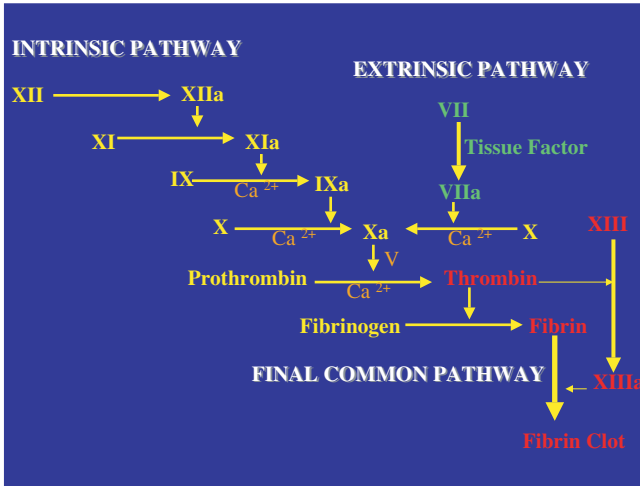 INTRINSIC PATHWAY
EXTRINSIC PATHWAY
XII XIIa
VII
XI XIa
Tissue Factor
IX Ca 2+ IXa
VIIa
X Ca 2+ Xa Ca 2+ X
XIII
V
Prothrombin Ca 2+ Thrombin
Fibrinogen Fibrin
FINAL COMMON PATHWAY
XIIIa
Fibrin Clot